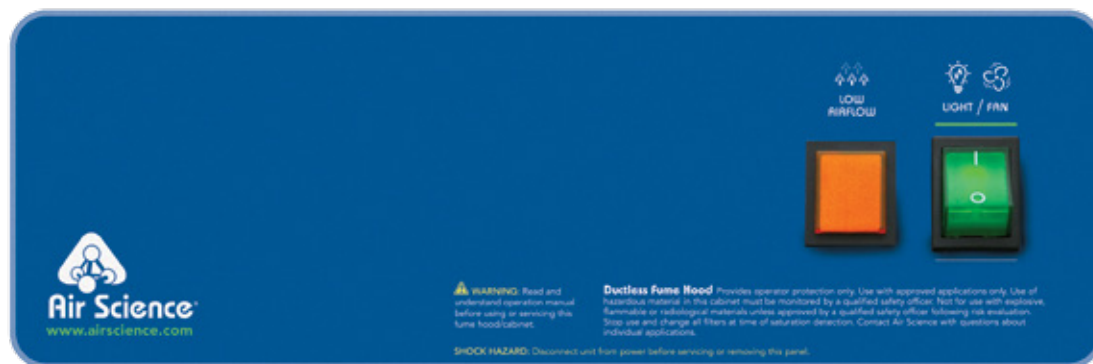 LOW
AIRFLOW
LIGHT / FAN
I
O
Air Science®
www.airscience.com
WARNING: Read and
understand operation manual
before using or servicing this
fume hood/cabinet.
Ductless Fume Hood Provides operator protection only. Use with approved applications only. Use of
hazardous material in this cabinet must be monitored by a qualified safety officer. Not for use with explosive,
flammable or radiological materials unless approved by a qualified safety officer following risk evaluation.
Stop use and change all filters at time of saturation detection. Contact Air Science with questions about
individual applications.
SHOCK HAZARD: Disconnect unit from power before servicing or removing this panel.